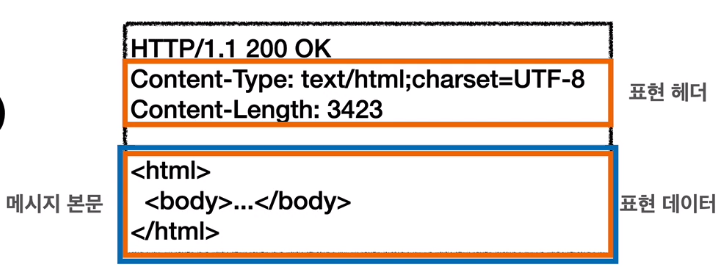 HTTP/1.1 200 OK
Content-Type: text/html;charset=UTF-8
Content-Length: 3423
표현 헤더
)
<html>
<body>...</body>
</html>
메시지 본문
표현 데이터